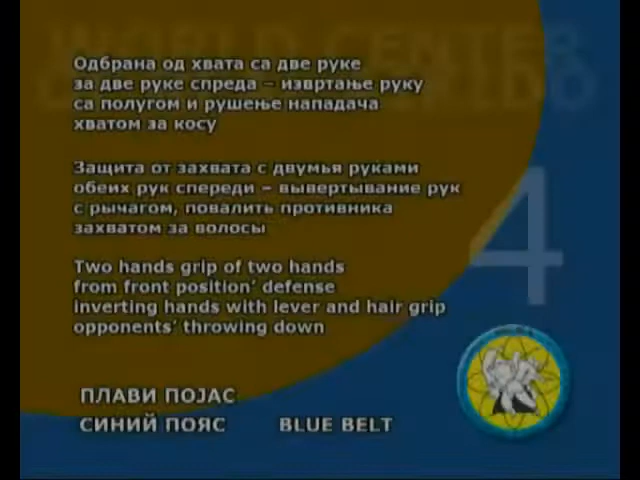 WORLD CENTER
Одбрана од хвата са две руке
за две руке спреда – извртање руку
са полугом и рушење нападача
хватом за косу
Защита от захвата с двумья руками
обеих рук спереди – вывертывание рук
с рычагом, повалить противника
захватом за волосы
4
Two hands grip of two hands
from front position’ defense
inverting hands with lever and hair grip
opponents’ throwing down
ПЛАВИ ПОЈАС
СИНИЙ ПОЯС BLUE BELT